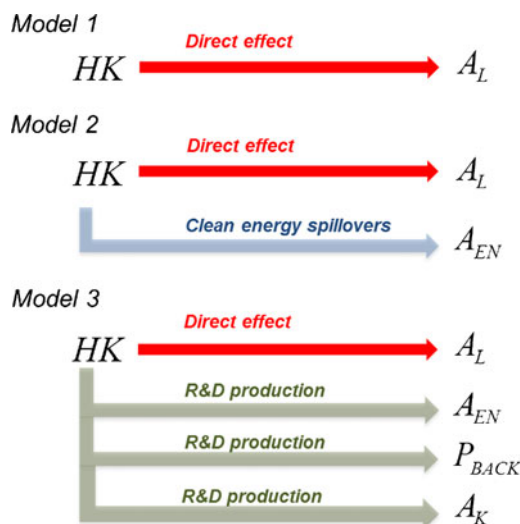 Model 1
Direct effect
HK A_L
Model 2
Direct effect
HK A_L
Clean energy spillovers
A_EN
Model 3
Direct effect
HK A_L
R&D production
A_EN
R&D production
P_BACK
R&D production
A_K